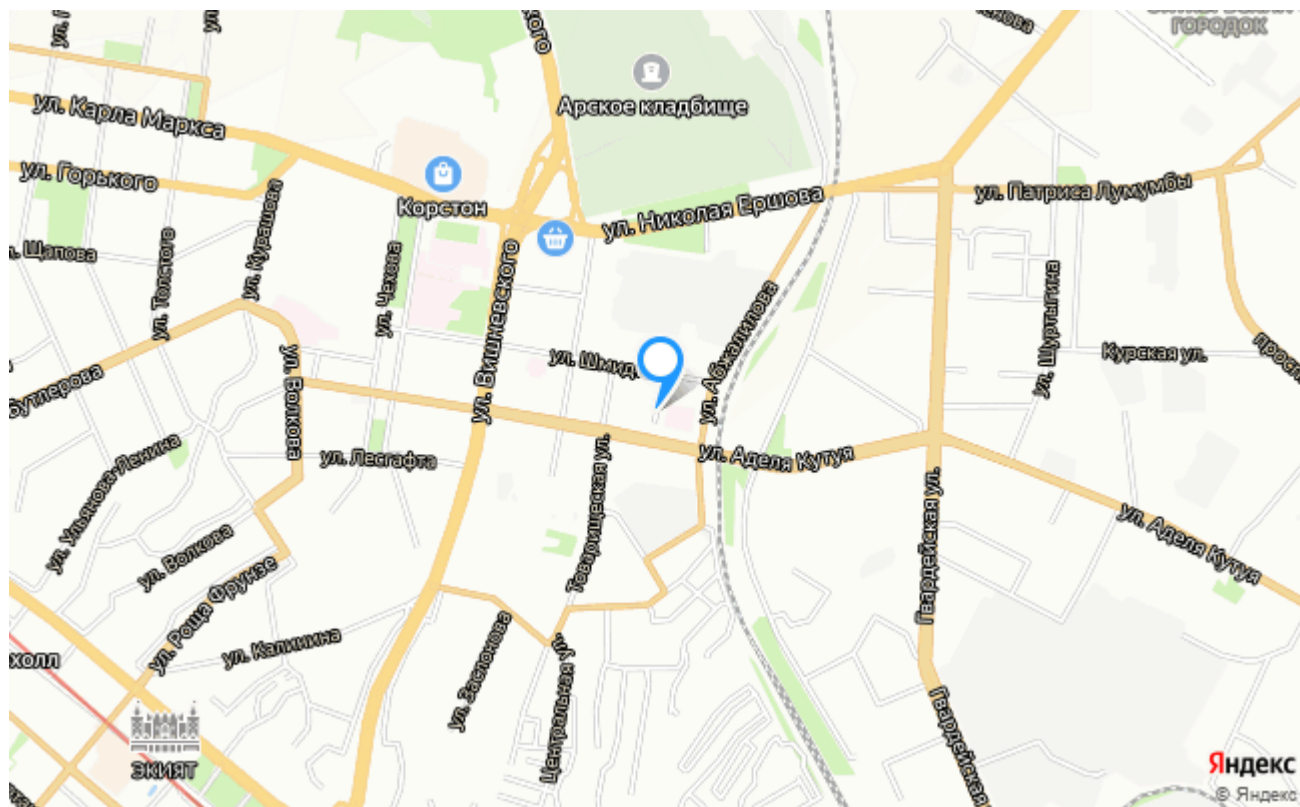 ГОРОДОК
Арское кладбище
ул. Карла Маркса
ул. Горького
Корстон
ул. Николая Ершова
ул. Патриса Лумумбы
ул. Курашова
ул. Толстого
Щапова
ул. Чехова
ул. Вишневского
ул. Абжалилова
ул. Шуртыгина
Курская ул.
ул. Шмид
ул. Волкова
Бутлерова
ул. Лесгафта
Товарищеская ул.
ул. Аделя Кутуя
ул. Ульянова-Ленина
ул. Волкова
Гвардейская ул.
ул. Аделя Кутуя
ул. Роща Фрунзе
ул. Калинина
ул. Заслонова
Центральная ул.
Гвардейская
холл
ЭКИЯТ
Яндекс
© Яндекс